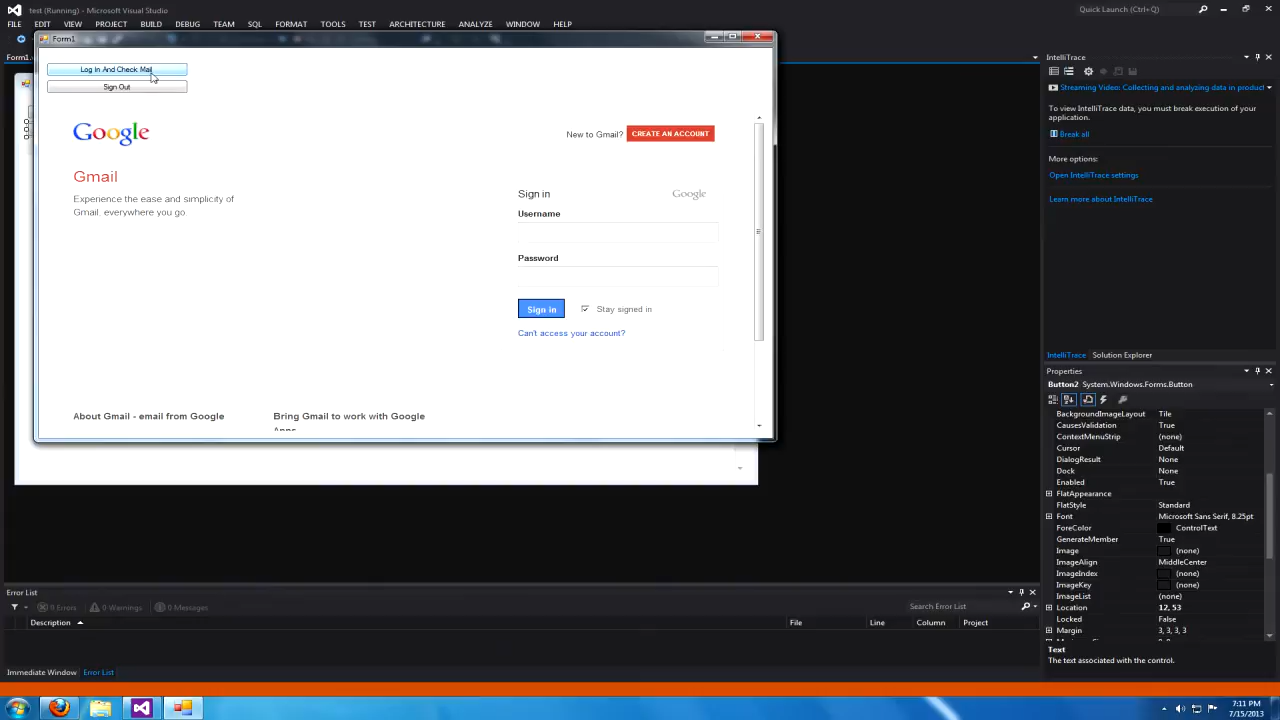 test (Running) - Microsoft Visual Studio
Quick Launch (Ctrl+Q)
FILE EDIT VIEW PROJECT BUILD DEBUG TEAM SQL FORMAT TOOLS TEST ARCHITECTURE ANALYZE WINDOW HELP
Form1
Form1.
IntelliTrace
Log In And Check Mail
Sign Out
Streaming Video: Collecting and analyzing data in product
To view IntelliTrace data, you must break execution of your
application.
Break all
More options:
Open IntelliTrace settings
Learn more about IntelliTrace
Google
New to Gmail? CREATE AN ACCOUNT
Gmail
Experience the ease and simplicity of
Gmail, everywhere you go.
Sign in Google
Username
Password
Sign in Stay signed in
Can't access your account?
About Gmail - email from Google
Bring Gmail to work with Google
Apps
IntelliTrace Solution Explorer
Properties
Button2 System.Windows.Forms.Button
BackgroundImageLayout Tile
CausesValidation True
ContextMenuStrip (none)
Cursor Default
DialogResult None
Dock None
Enabled True
FlatAppearance
FlatStyle Standard
Font Microsoft Sans Serif, 8.25pt
ForeColor ControlText
GenerateMember True
Image (none)
ImageAlign MiddleCenter
ImageIndex (none)
ImageKey (none)
ImageList (none)
Location 12, 53
Locked False
Margin 3, 3, 3, 3
Text
The text associated with the control.
Error List
0 Errors 0 Warnings 0 Messages
Search Error List
Description File Line Column Project
Immediate Window Error List
7:11 PM
7/15/2013